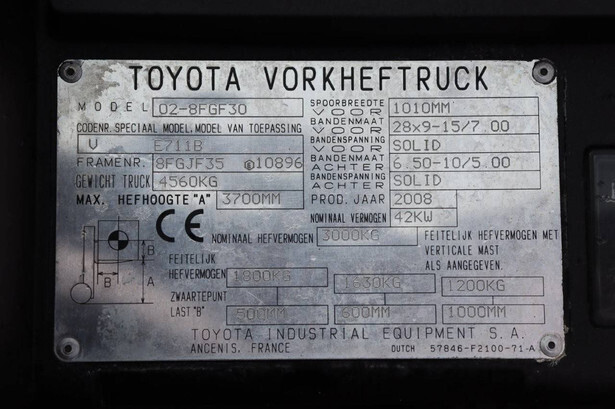 TOYOTA VORKHEFTRUCK
MODEL 02-8FGF30
CODENR. SPECIAL MODEL. MODEL VAN TOEPASSING
V E711B
FRAMENR. 8FGJF35 10896
GEWICHT TRUCK 4560KG
MAX. HEFHOOGTE "A" 3700MM
SPOORBREEDTE VOOR 1010MM
BANDENMAAT VOOR 28x9-15/7.00
BANDENSPANNING VOOR SOLID
BANDENMAAT ACHTER 6.50-10/5.00
BANDENSPANNING ACHTER SOLID
PROD. JAAR 2008
NOMINAAL VERMOGEN 42KW
CE
NOMINAAL HEFVERMOGEN 3000KG
FEITELIJK HEFVERMOGEN MET
VERTICALE MAST
ALS AANGEGEVEN.
B
B A
FEITELIJK
HEFVERMOGEN 1800KG 1630KG 1200KG
ZWAARTEPUNT
LAST "B" 500MM 600MM 1000MM
TOYOTA INDUSTRIAL EQUIPMENT S.A.
ANCENIS. FRANCE
DUTCH 57846-F2100-71-A